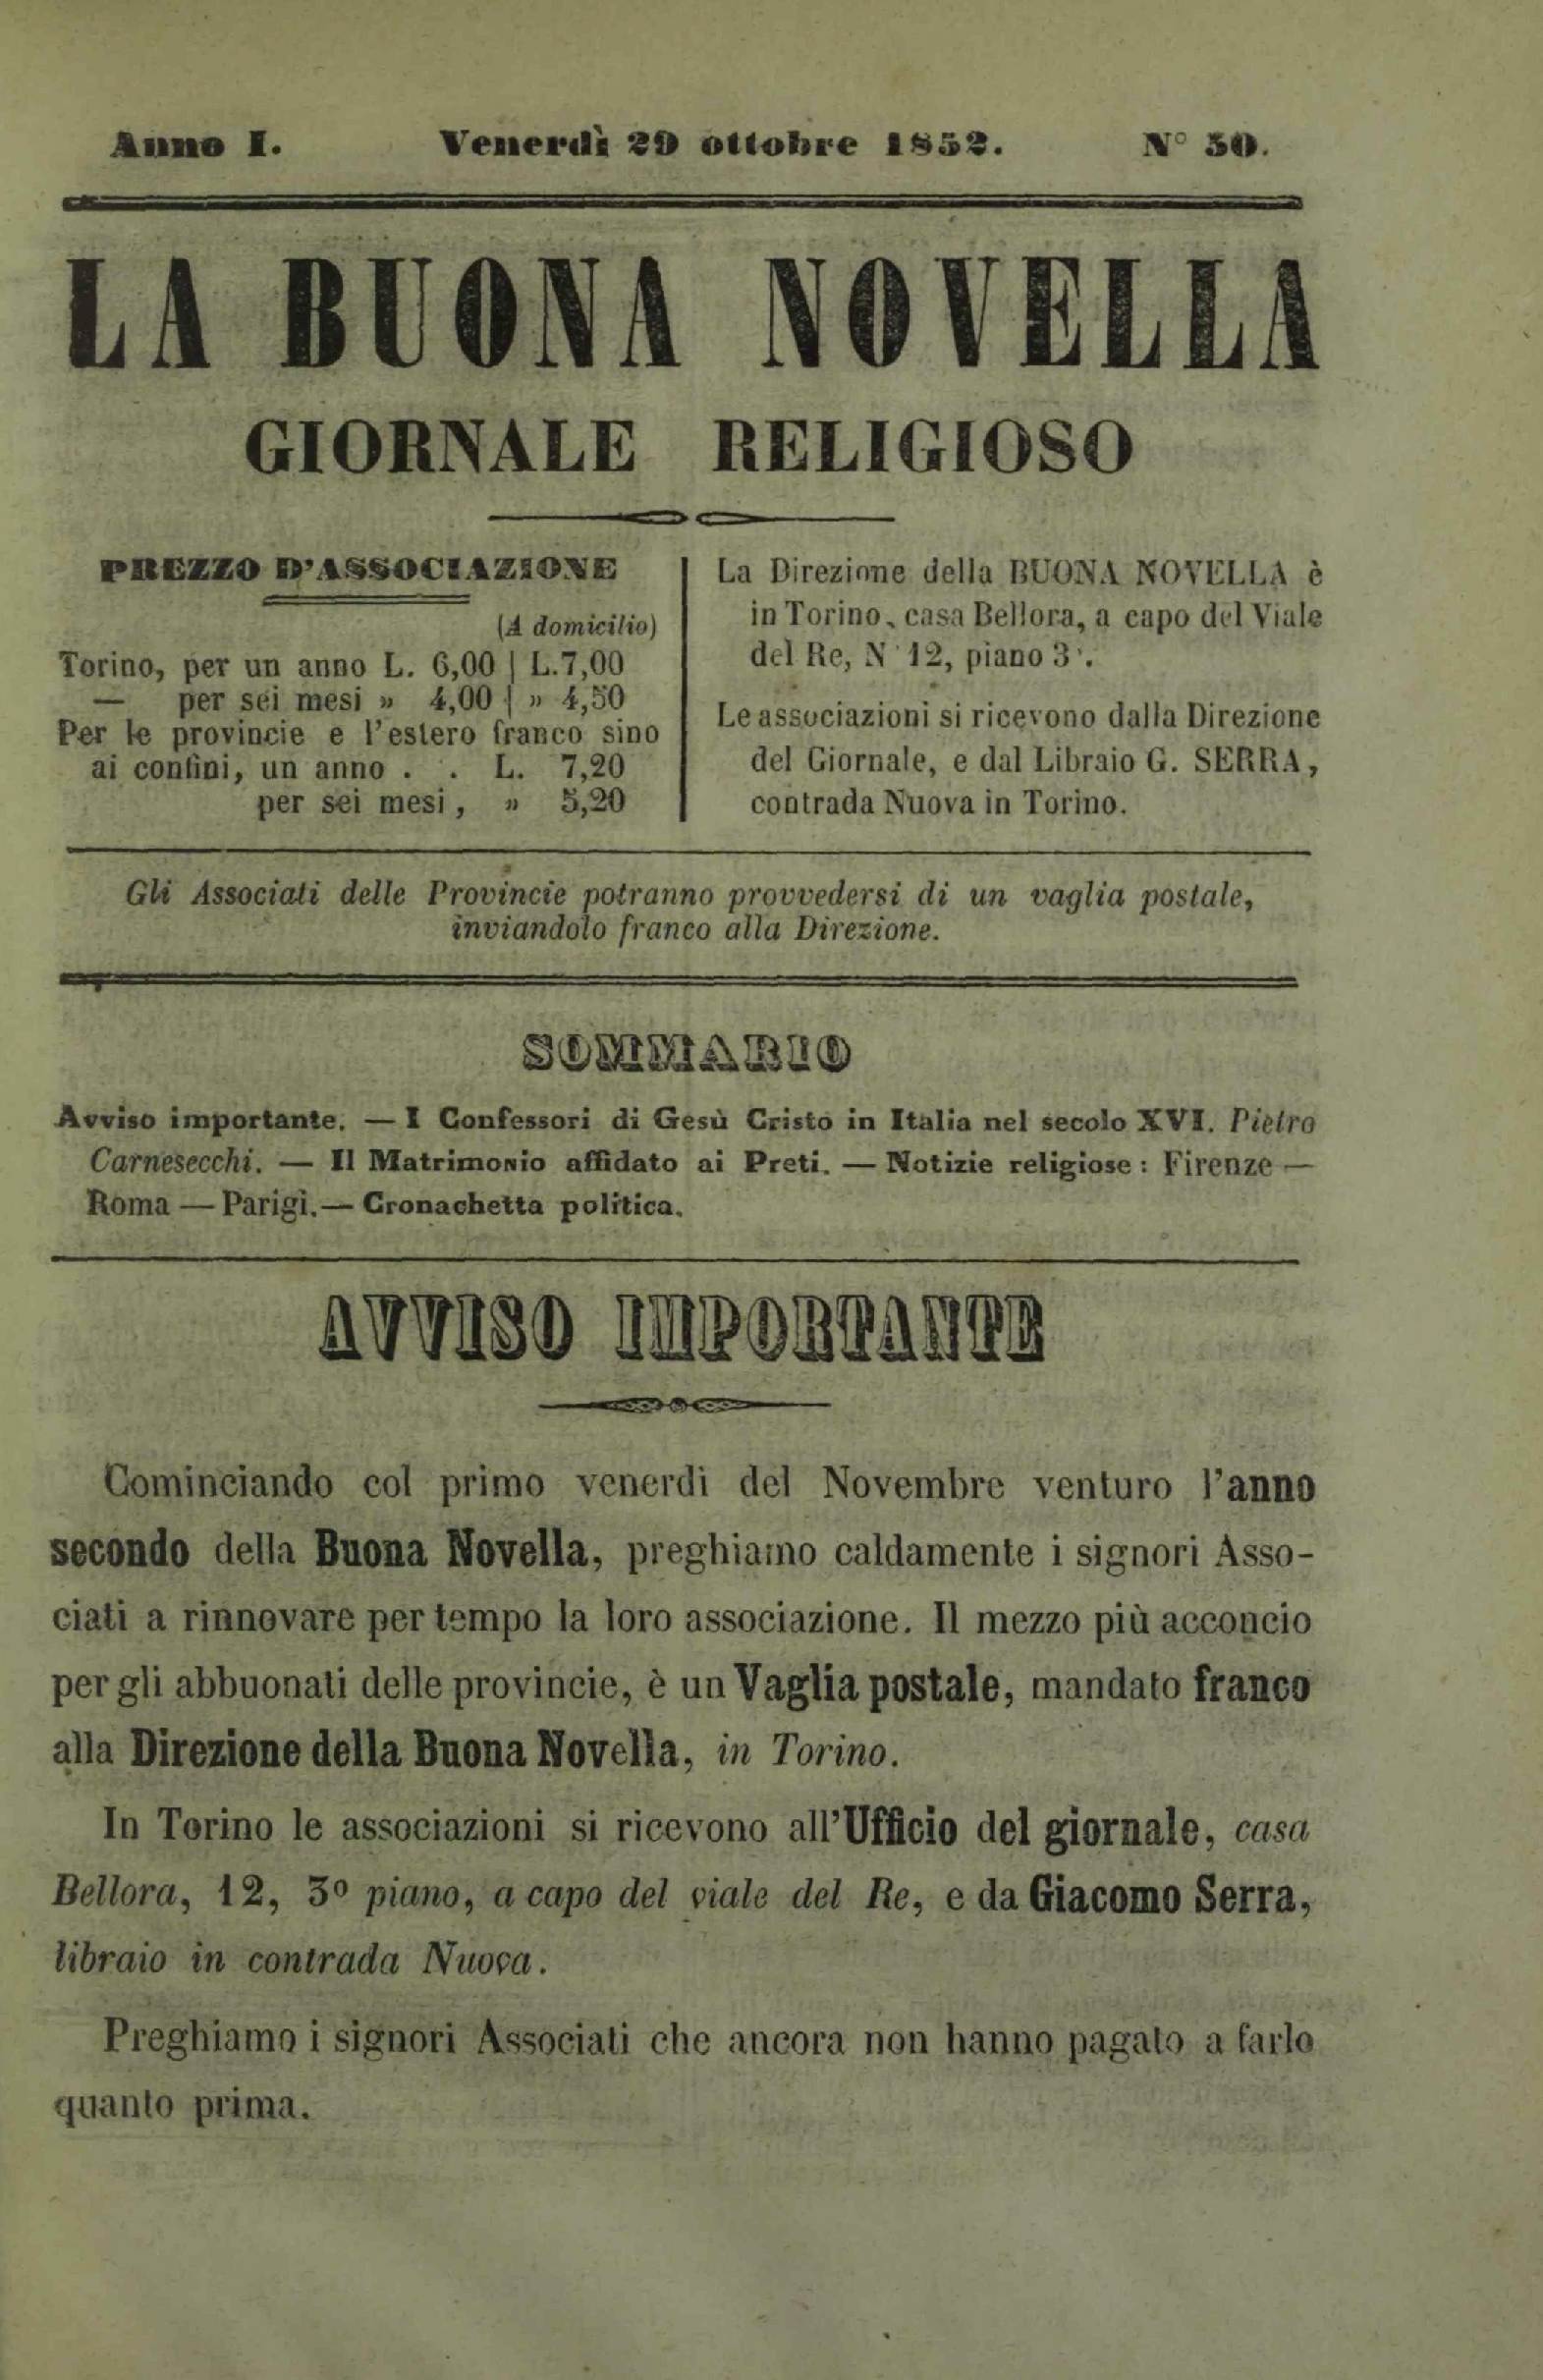 Anno I. Venerdì 29 ottobre 1852. N° 50.
LA BUONA NOVELLA
GIORNALE RELIGIOSO
PREZZO D'ASSOCIAZIONE
(A domicilio)
Torino, per un anno L. 6,00 | L.7,00
— per sei mesi » 4,00 | » 4,50
Per le provincie e l'estero franco sino
ai confini, un anno . . L. 7,20
per sei mesi, » 5,20
La Direzione della BUONA NOVELLA è
in Torino, casa Bellora, a capo del Viale
del Re, N° 12, piano 3°.
Le associazioni si ricevono dalla Direzione
del Giornale, e dal Libraio G. SERRA,
contrada Nuova in Torino.
Gli Associati delle Provincie potranno provvedersi di un vaglia postale,
inviandolo franco alla Direzione.
SOMMARIO
Avviso importante. — I Confessori di Gesù Cristo in Italia nel secolo XVI. Pietro
Carnesecchi. — Il Matrimonio affidato ai Preti. — Notizie religiose : Firenze —
Roma — Parigi. — Cronachetta politica.
AVVISO IMPORTANTE
Cominciando col primo venerdì del Novembre venturo l'anno
secondo della Buona Novella, preghiamo caldamente i signori Asso-
ciati a rinnovare per tempo la loro associazione. Il mezzo più acconcio
per gli abbuonati delle provincie, è un Vaglia postale, mandato franco
alla Direzione della Buona Novella, in Torino.
In Torino le associazioni si ricevono all'Ufficio del giornale, casa
Bellora, 12, 3º piano, a capo del viale del Re, e da Giacomo Serra,
libraio in contrada Nuova.
Preghiamo i signori Associati che ancora non hanno pagato a farlo
quanto prima.